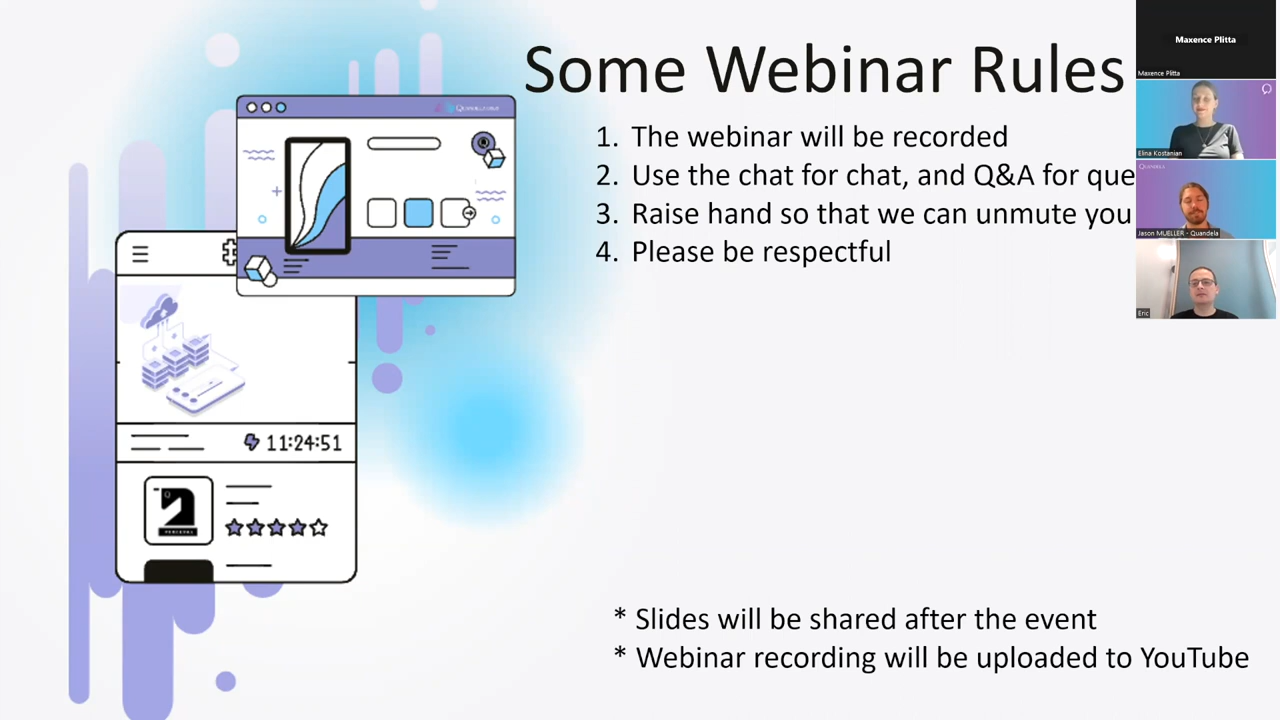 Some Webinar Rules
1. The webinar will be recorded
2. Use the chat for chat, and Q&A for que
3. Raise hand so that we can unmute you
4. Please be respectful
11:24:51
* Slides will be shared after the event
* Webinar recording will be uploaded to YouTube
Maxence Plitta
Maxence Plitta
Elina Kostanian
QUANDELA
Jason MUELLER - Quandela
Eric